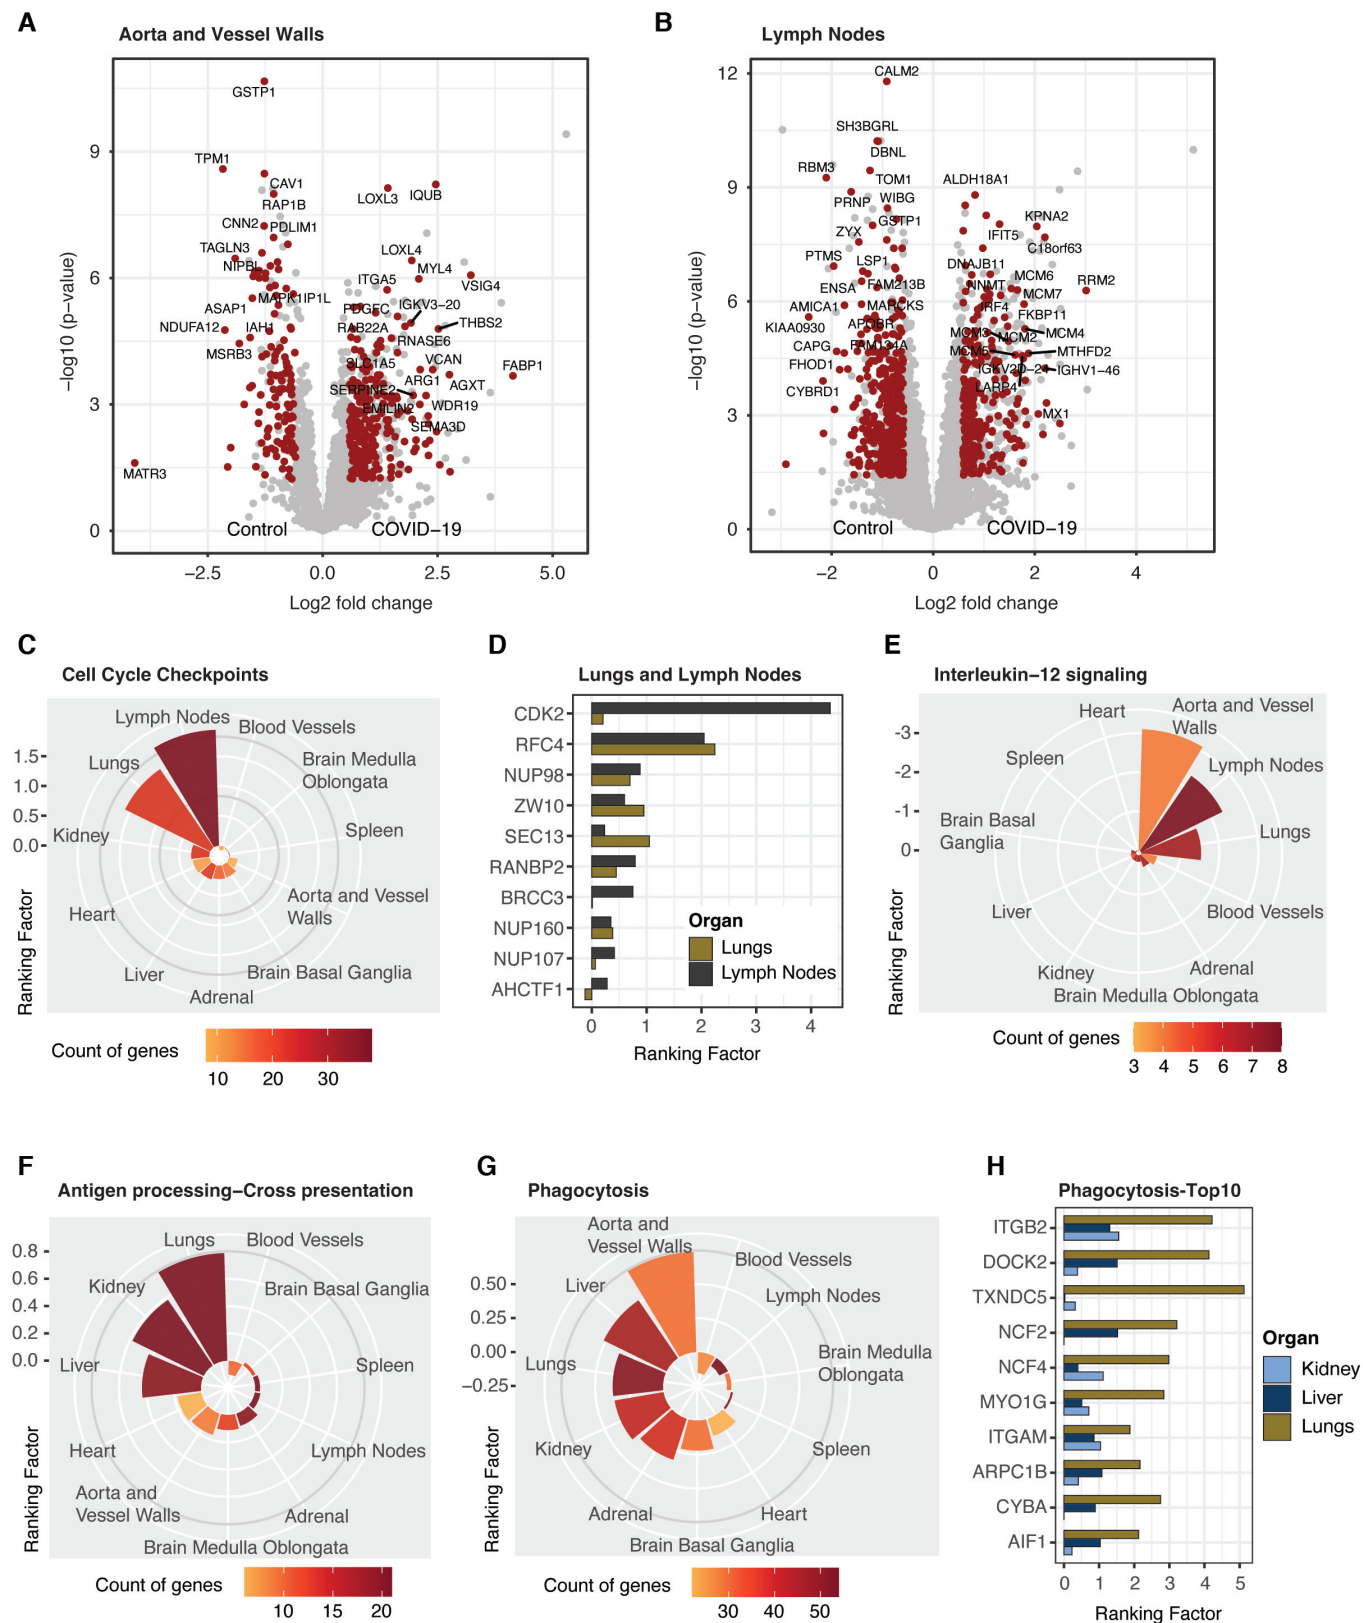 A
Aorta and Vessel Walls
GSTP1
TPM1
CAV1
RAP1B
LOXL3
IQUB
CNN2
PDLIM1
TAGLN3
LOXL4
NIPBL
MYL4
ITGA5
VSIG4
MAPK1IP1L
ASAP1
PDGFC
IGKV3−20
NDUFA12
IAH1
RAB22A
THBS2
RNASE6
MSRB3
SLC1A5
VCAN
FABP1
ARG1
AGXT
SERPINE2
EMILIN2
WDR19
SEMA3D
MATR3
Control
COVID−19
9
6
3
0
−2.5
0.0
2.5
5.0
Log2 fold change
−log10 (p−value)
B
Lymph Nodes
CALM2
SH3BGRL
DBNL
RBM3
TOM1
ALDH18A1
PRNP
WIBG
GSTP1
KPNA2
ZYX
IFIT5
C18orf63
PTMS
LSP1
DNAJB11
MCM6
RRM2
ENSA
FAM213B
NNMT
MCM7
AMICA1
MARCKS
IRF4
FKBP11
KIAA0930
APOBR
MCM3
MCM2
MCM4
CAPG
FAM134A
MCM5
MTHFD2
FHOD1
IGKV2D−24
IGHV1−46
CYBRD1
LARP4
MX1
Control
COVID−19
12
9
6
3
0
−2
0
2
4
Log2 fold change
−log10 (p−value)
C
Cell Cycle Checkpoints
Lymph Nodes
Blood Vessels
Brain Medulla
Oblongata
Lungs
Spleen
Kidney
Aorta and Vessel
Walls
Heart
Brain Basal Ganglia
Liver
Adrenal
1.5
1.0
0.5
0.0
Ranking Factor
Count of genes
10
20
30
D
Lungs and Lymph Nodes
CDK2
RFC4
NUP98
ZW10
SEC13
RANBP2
BRCC3
NUP160
NUP107
AHCTF1
Organ
Lungs
Lymph Nodes
0
1
2
3
4
Ranking Factor
E
Interleukin−12 signaling
Heart
Aorta and Vessel
Walls
Spleen
Lymph Nodes
Brain Basal
Ganglia
Lungs
Liver
Blood Vessels
Kidney
Adrenal
Brain Medulla Oblongata
-3
-2
-1
0
Ranking Factor
Count of genes
3
4
5
6
7
8
F
Antigen processing−Cross presentation
Lungs
Blood Vessels
Kidney
Brain Basal Ganglia
Liver
Spleen
Heart
Lymph Nodes
Aorta and
Vessel Walls
Adrenal
Brain Medulla Oblongata
0.8
0.6
0.4
0.2
0.0
Ranking Factor
Count of genes
10
15
20
G
Phagocytosis
Aorta and
Vessel Walls
Blood Vessels
Liver
Lymph Nodes
Lungs
Brain Medulla
Oblongata
Kidney
Spleen
Adrenal
Heart
Brain Basal Ganglia
0.50
0.25
0.00
−0.25
Ranking Factor
Count of genes
30
40
50
H
Phagocytosis-Top10
ITGB2
DOCK2
TXNDC5
NCF2
NCF4
MYO1G
ITGAM
ARPC1B
CYBA
AIF1
Organ
Kidney
Liver
Lungs
0
1
2
3
4
5
Ranking Factor